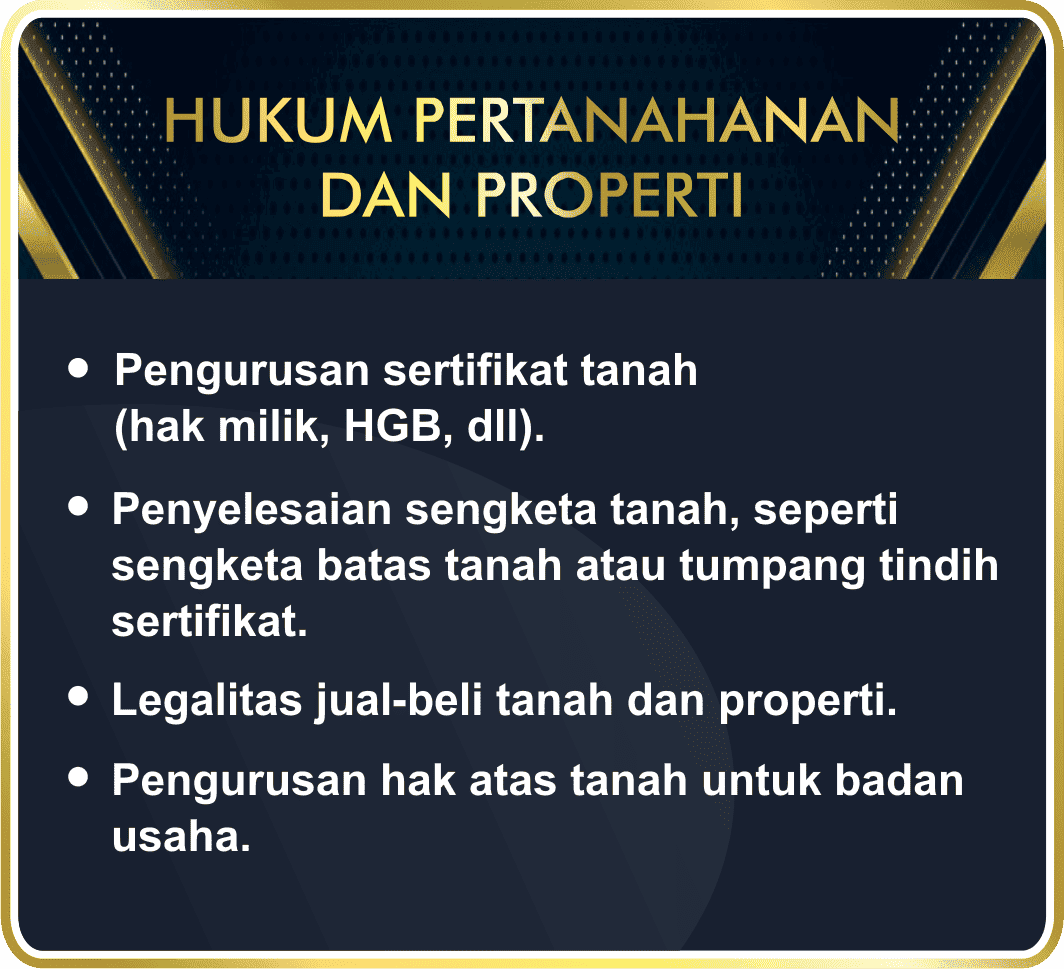 HUKUM PERTANAHANAN
DAN PROPERTI
• Pengurusan sertifikat tanah
(hak milik, HGB, dll).
• Penyelesaian sengketa tanah, seperti
sengketa batas tanah atau tumpang tindih
sertifikat.
• Legalitas jual-beli tanah dan properti.
• Pengurusan hak atas tanah untuk badan
usaha.